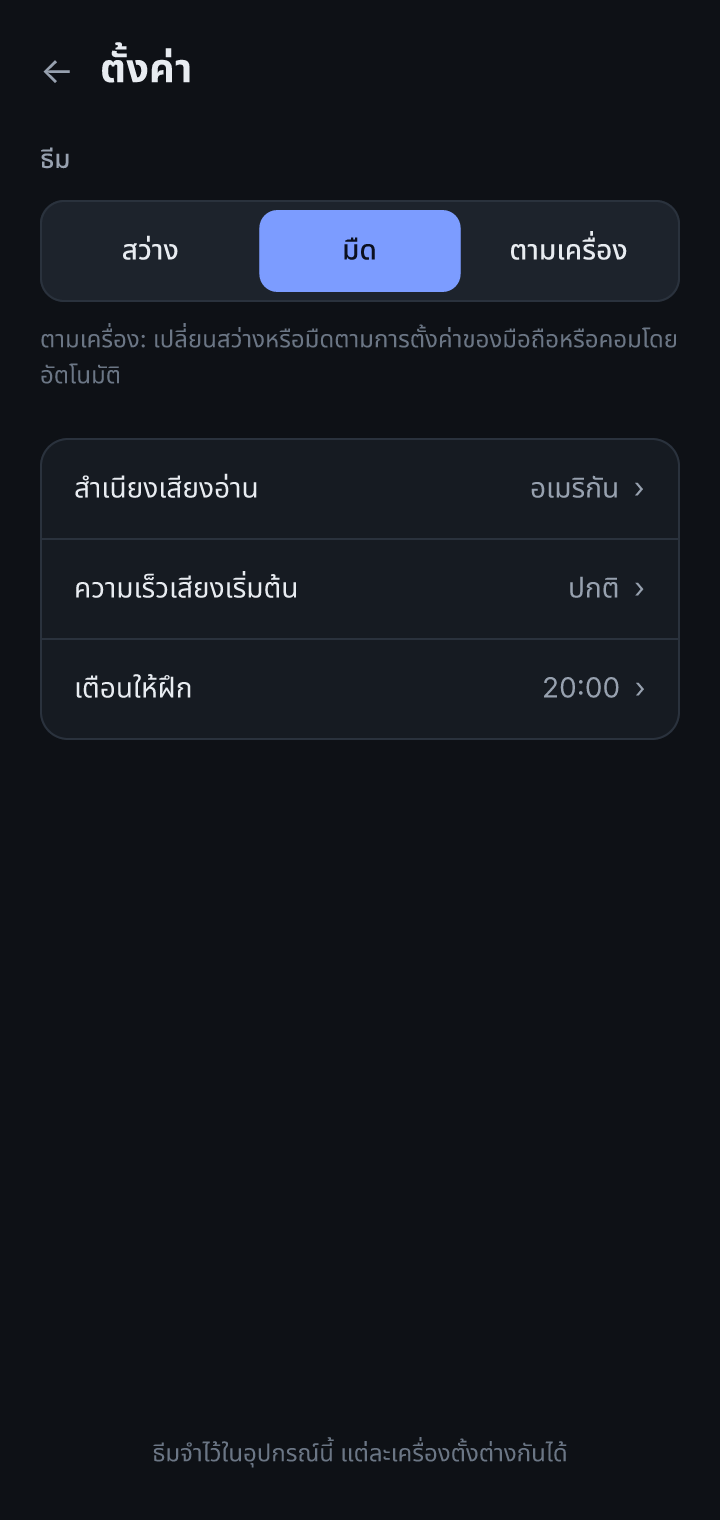 ← ตั้งค่า
ธีม
สว่าง มืด ตามเครื่อง
ตามเครื่อง: เปลี่ยนสว่างหรือมืดตามการตั้งค่าของมือถือหรือคอมโดย
อัตโนมัติ
สำเนียงเสียงอ่าน อเมริกัน ›
ความเร็วเสียงเริ่มต้น ปกติ ›
เตือนให้ฝึก 20:00 ›
ธีมจำไว้ในอุปกรณ์นี้ แต่ละเครื่องตั้งต่างกันได้